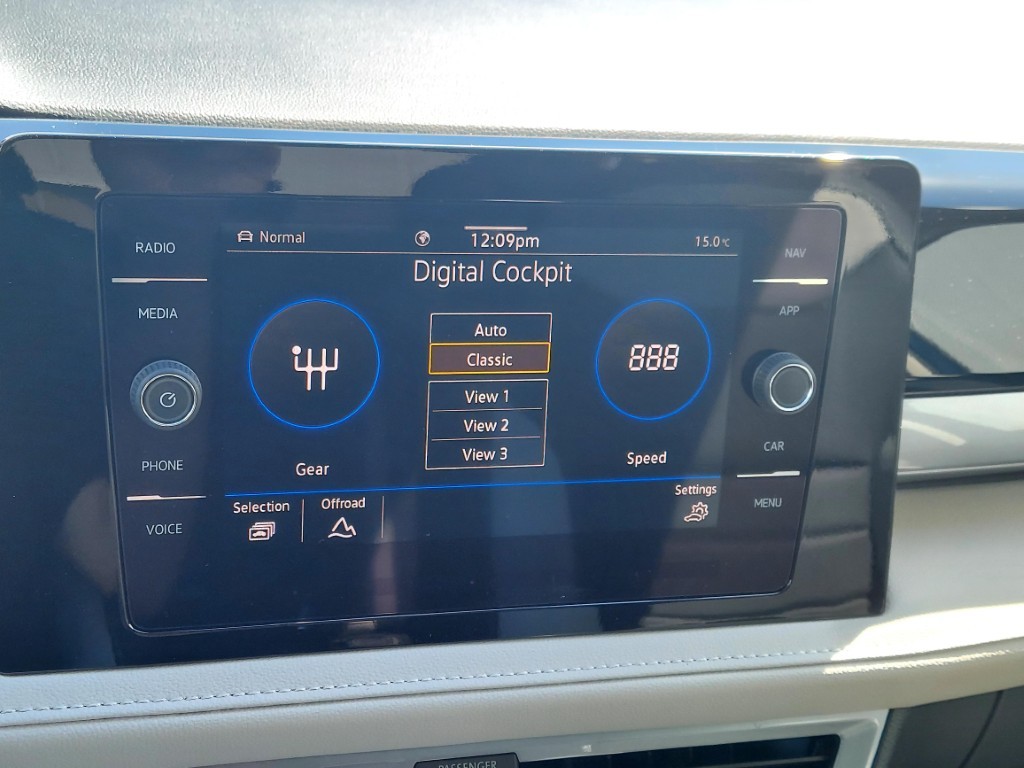 Normal
12:09pm
15.0°C
Digital Cockpit
RADIO
MEDIA
PHONE
VOICE
Gear
Auto
Classic
View 1
View 2
View 3
888
Speed
Selection
Offroad
Settings
NAV
APP
CAR
MENU
PASSENGER